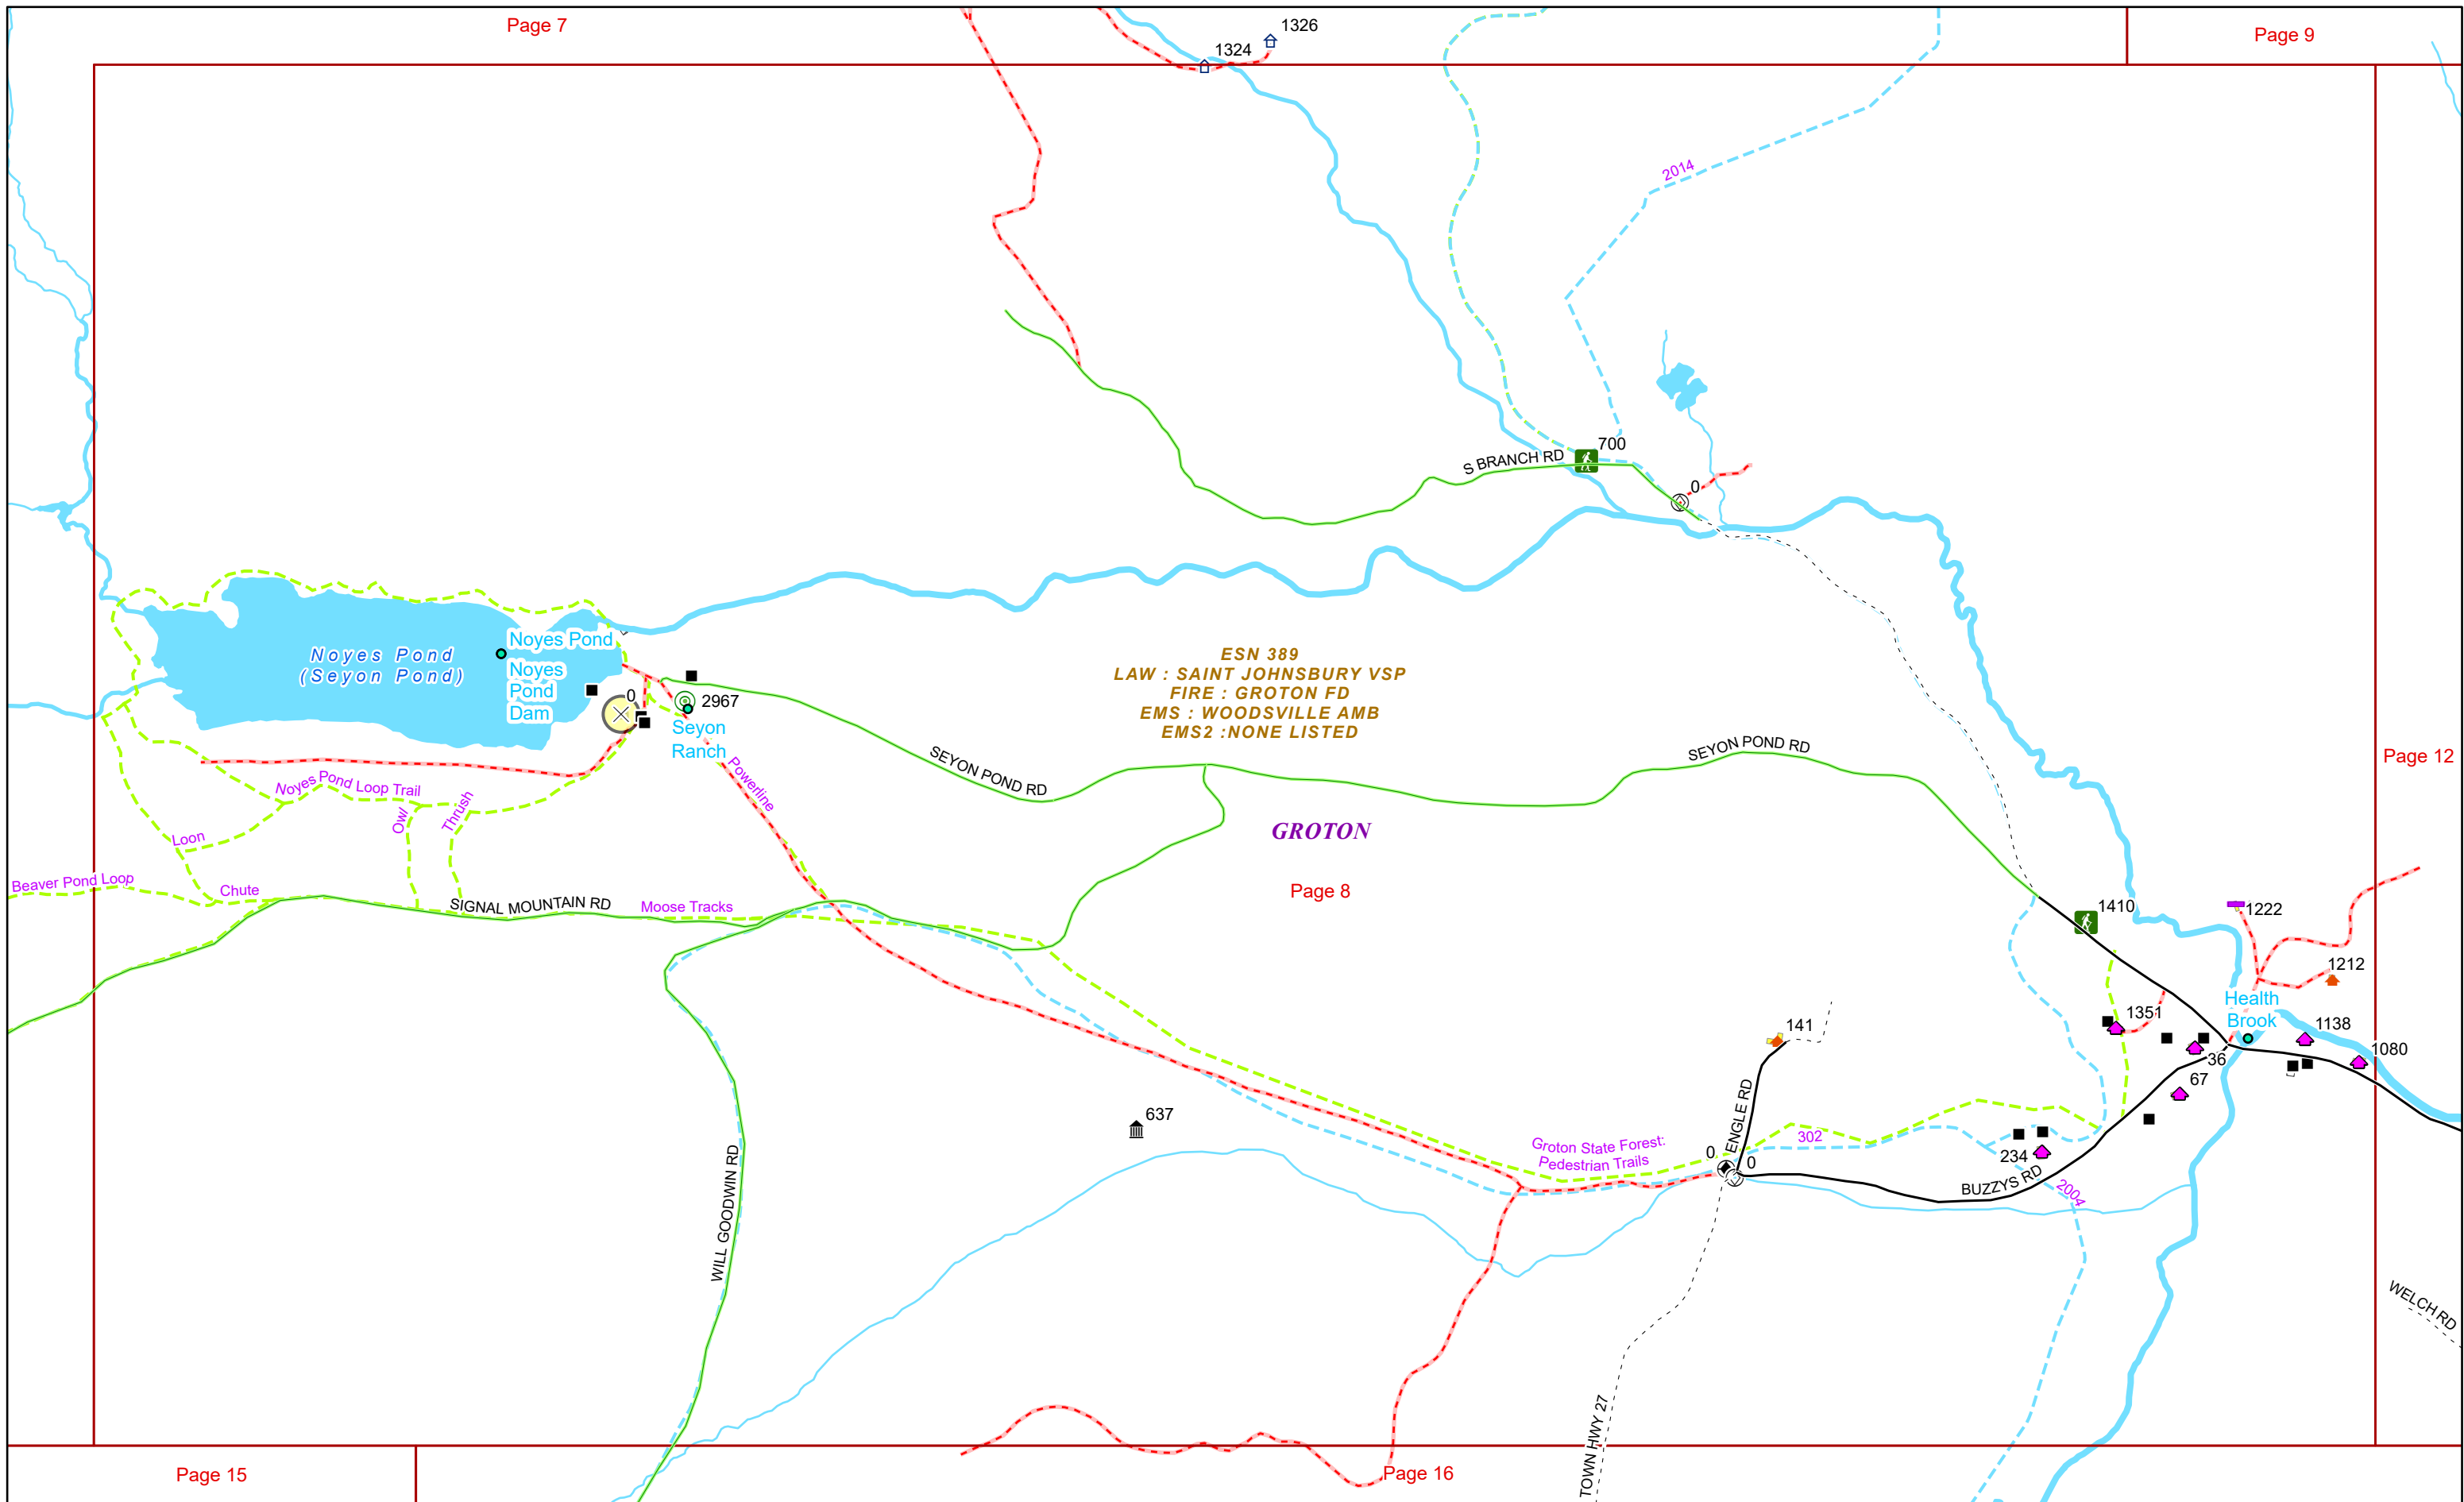 Page 7
1326
Page 9
1324
2014
700
S BRANCH RD
0
Noyes Pond
(Seyon Pond)
Noyes Pond
Noyes
Pond
Dam
0
2967
Seyon
Ranch
ESN 389
LAW : SAINT JOHNSBURY VSP
FIRE : GROTON FD
EMS : WOODSVILLE AMB
EMS2 :NONE LISTED
SEYON POND RD
SEYON POND RD
Page 12
Powerline
Noyes Pond Loop Trail
Owl
Thrush
Loon
GROTON
Page 8
Beaver Pond Loop
Chute
SIGNAL MOUNTAIN RD
Moose Tracks
1410
1222
1212
Health
Brook
1351
1138
1080
36
67
141
ENGLE RD
637
Groton State Forest:
Pedestrian Trails
0
0
302
234
BUZZYS RD
2004
WILL GOODWIN RD
WELCH RD
TOWN HWY 27
Page 15
Page 16